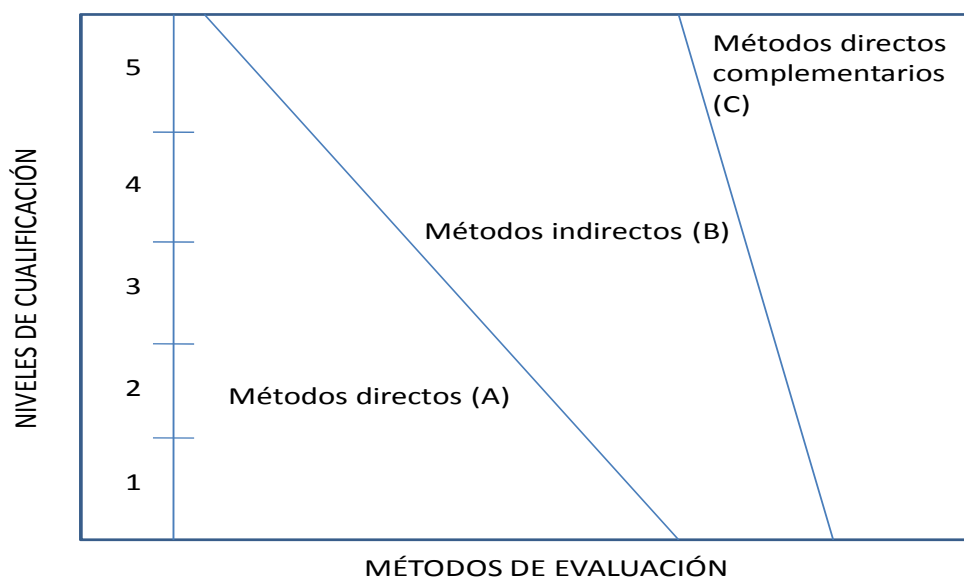 NIVELES DE CUALIFICACIÓN
5
4
3
2
1
Métodos directos
complementarios
(C)
Métodos indirectos (B)
Métodos directos (A)
MÉTODOS DE EVALUACIÓN